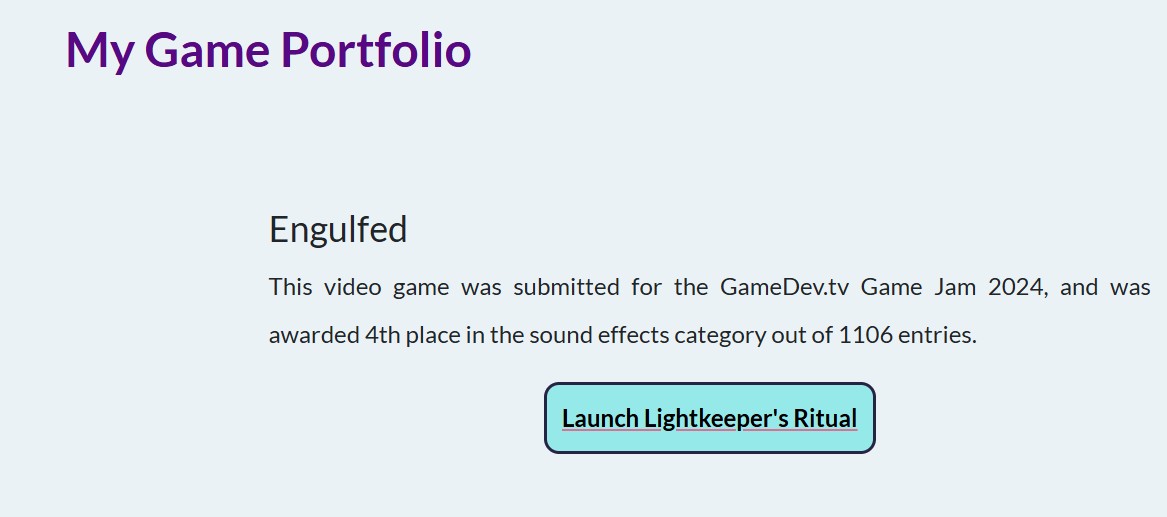 My Game Portfolio
Engulfed
This video game was submitted for the GameDev.tv Game Jam 2024, and was
awarded 4th place in the sound effects category out of 1106 entries.
Launch Lightkeeper's Ritual